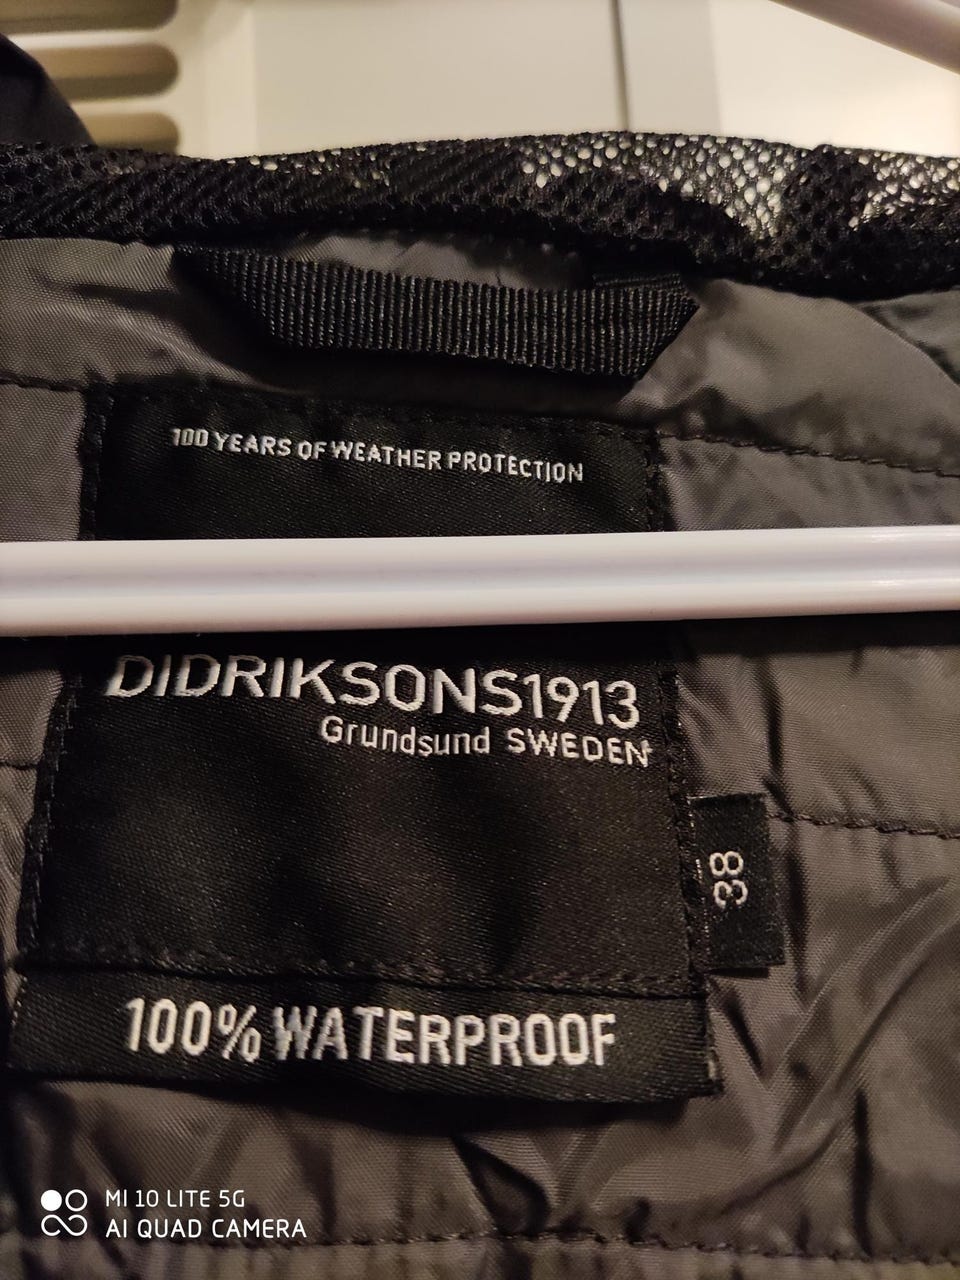 100 YEARS OF WEATHER PROTECTION
DIDRIKSONS1913
Grundsund SWEDEN
38
100% WATERPROOF
MI 10 LITE 5G
AI QUAD CAMERA